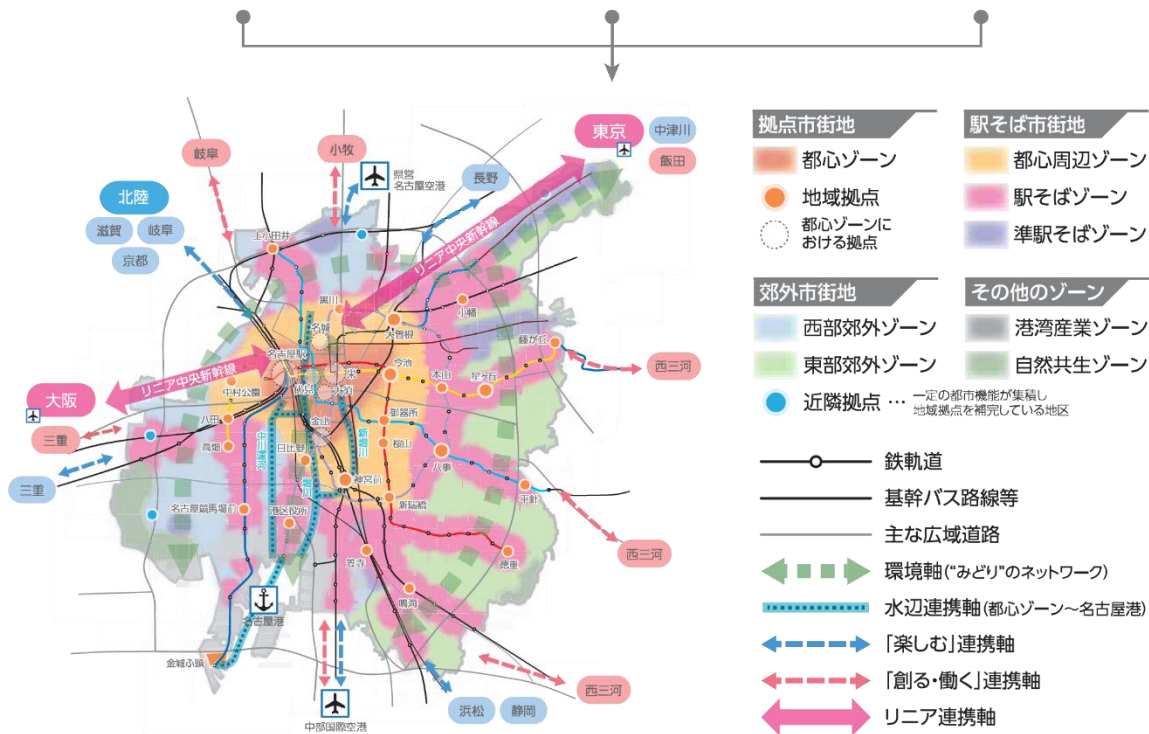 岐阜
小牧
県営
名古屋空港
東京
中津川
飯田
北陸
滋賀
岐阜
京都
長野
リニア中央新幹線
上小田井
黒川
小幡
名城
大曽根
藤が丘
西三河
名古屋駅
栄
今池
本山
星ヶ丘
リニア中央新幹線
大阪
中村公園
伏見
大須
三重
八田
高畑
中川運河
日比野
金山
堀川
新堀川
御器所
桜山
八事
平針
三重
神宮前
名古屋競馬場前
港区役所
新瑞橋
西三河
笠寺
徳重
鳴海
名古屋港
金城ふ頭
中部国際空港
浜松
静岡
西三河
拠点市街地
都心ゾーン
地域拠点
都心ゾーンに
おける拠点
駅そば市街地
都心周辺ゾーン
駅そばゾーン
準駅そばゾーン
郊外市街地
西部郊外ゾーン
東部郊外ゾーン
近隣拠点 … 一定の都市機能が集積し
地域拠点を補完している地区
その他のゾーン
港湾産業ゾーン
自然共生ゾーン
鉄軌道
基幹バス路線等
主な広域道路
環境軸(“みどり”のネットワーク)
水辺連携軸(都心ゾーン～名古屋港)
「楽しむ」連携軸
「創る・働く」連携軸
リニア連携軸